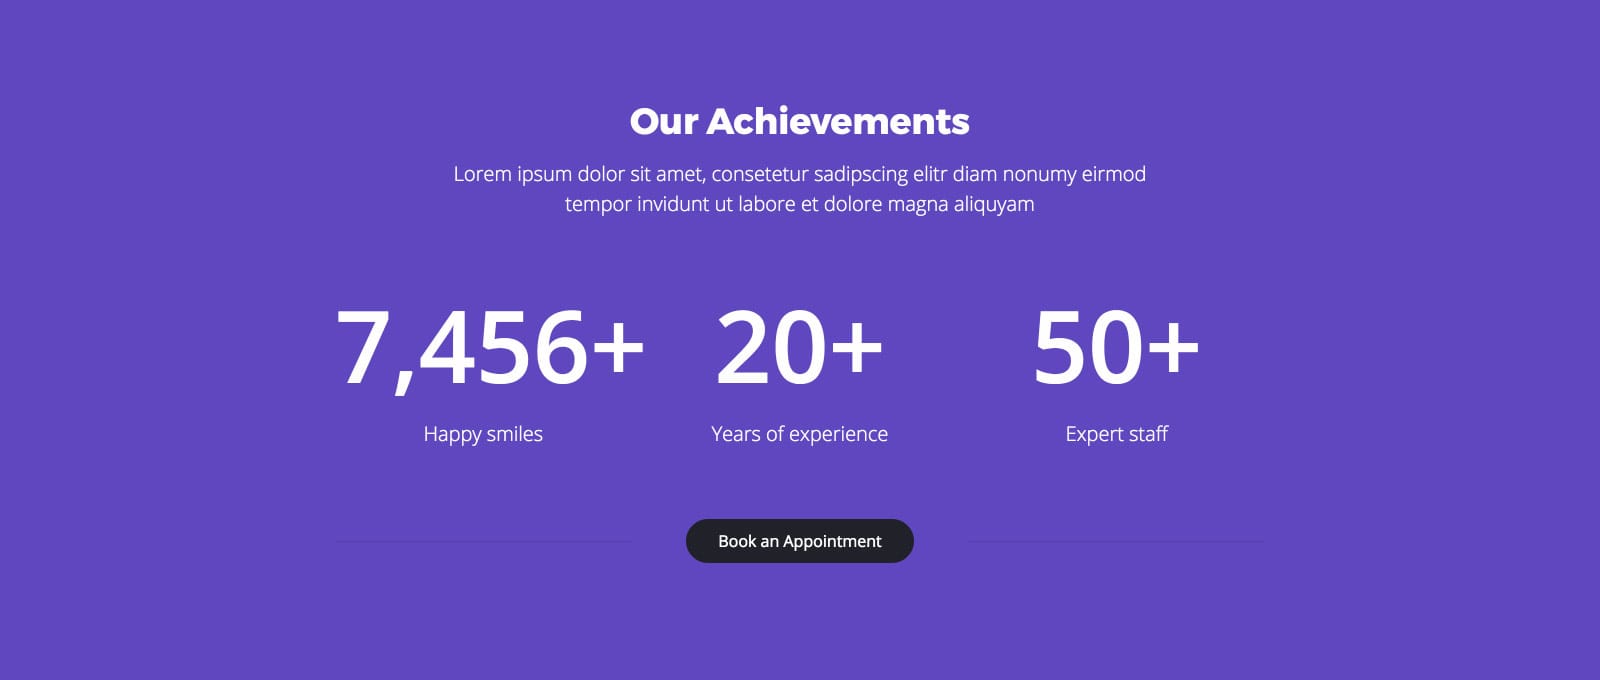 Our Achievements
Lorem ipsum dolor sit amet, consetetur sadipscing elitr diam nonumy eirmod
tempor invidunt ut labore et dolore magna aliquyam
7,456+ 20+ 50+
Happy smiles Years of experience Expert staff
Book an Appointment